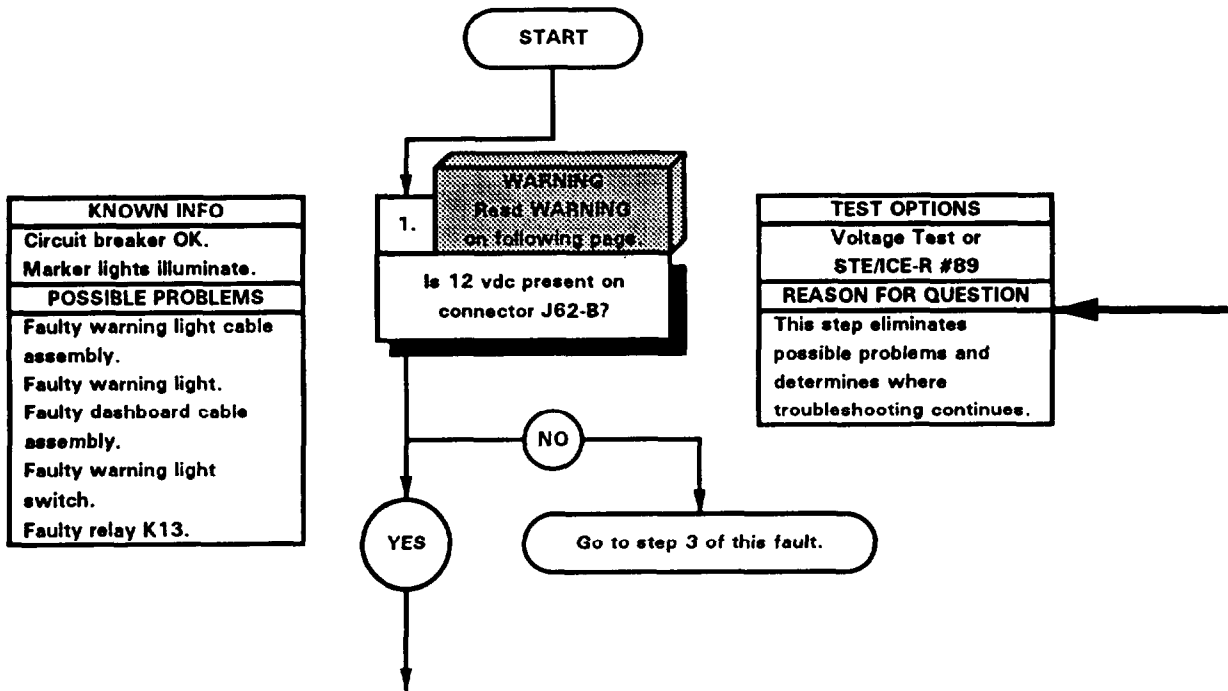 START
KNOWN INFO
Circuit breaker OK.
Marker lights illuminate.
POSSIBLE PROBLEMS
Faulty warning light cable
assembly.
Faulty warning light.
Faulty dashboard cable
assembly.
Faulty warning light
switch.
Faulty relay K13.
1.
WARNING
Read WARNING
on following page.
Is 12 vdc present on
connector J62-B?
TEST OPTIONS
Voltage Test or
STE/ICE-R #89
REASON FOR QUESTION
This step eliminates
possible problems and
determines where
troubleshooting continues.
NO
YES
Go to step 3 of this fault.